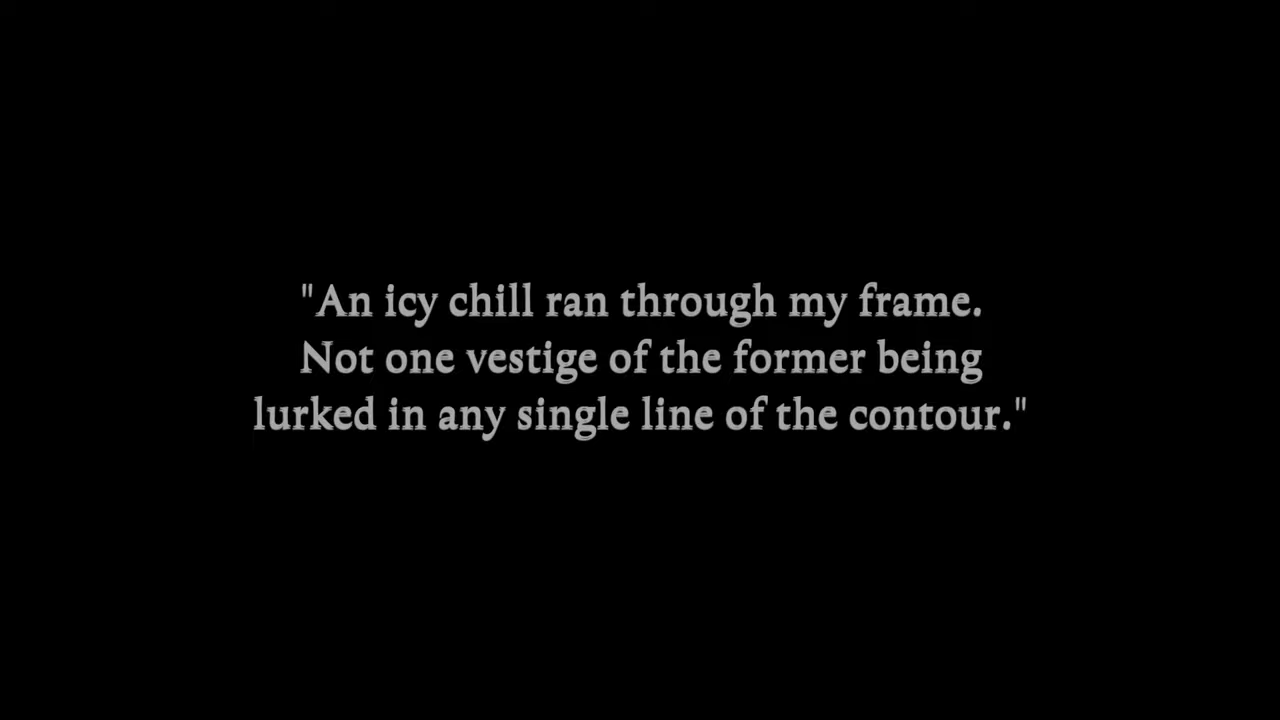 "An icy chill ran through my frame.
Not one vestige of the former being
lurked in any single line of the contour."